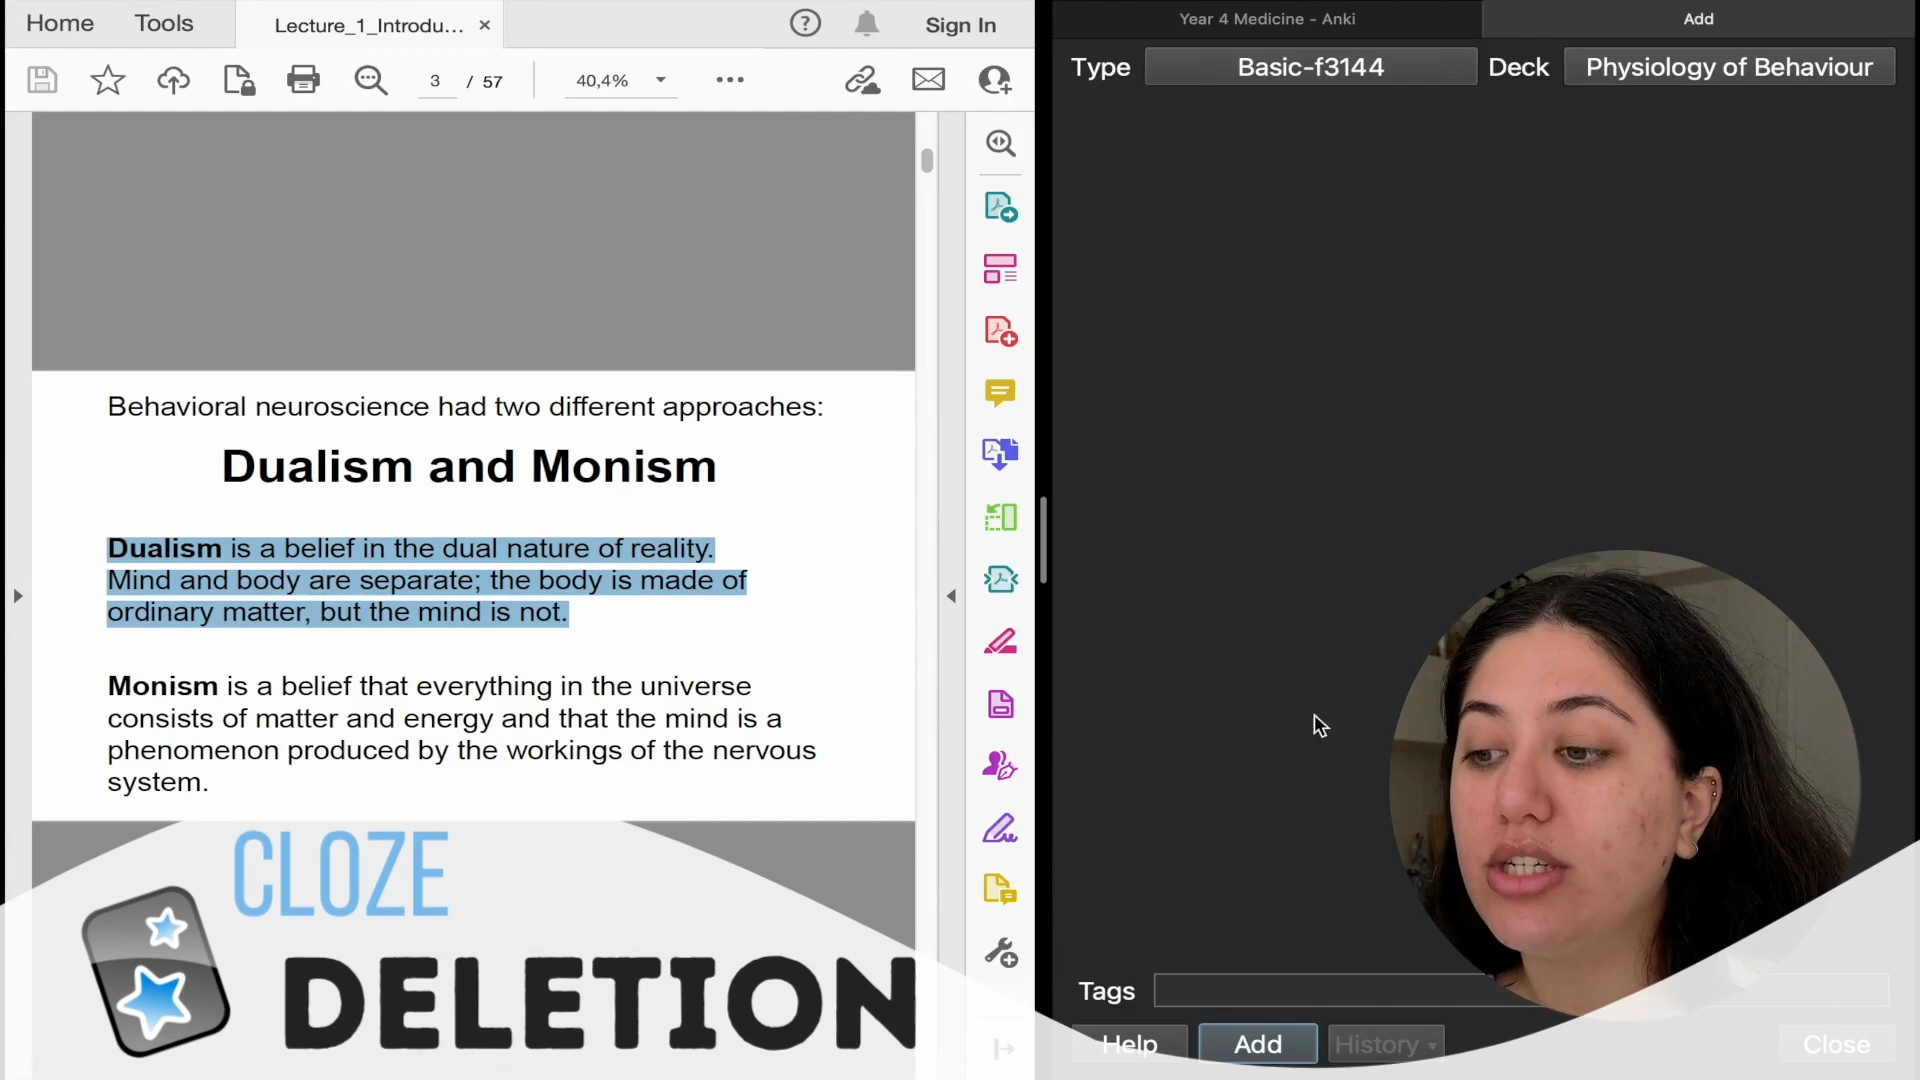 Home Tools Lecture_1_Introdu... × Sign In
3 / 57 40,4%
Behavioral neuroscience had two different approaches:
Dualism and Monism
Dualism is a belief in the dual nature of reality.
Mind and body are separate; the body is made of
ordinary matter, but the mind is not.
Monism is a belief that everything in the universe
consists of matter and energy and that the mind is a
phenomenon produced by the workings of the nervous
system.
CLOZE
DELETION
Year 4 Medicine - Anki Add
Type Basic-f3144 Deck Physiology of Behaviour
Tags
Help Add History Close